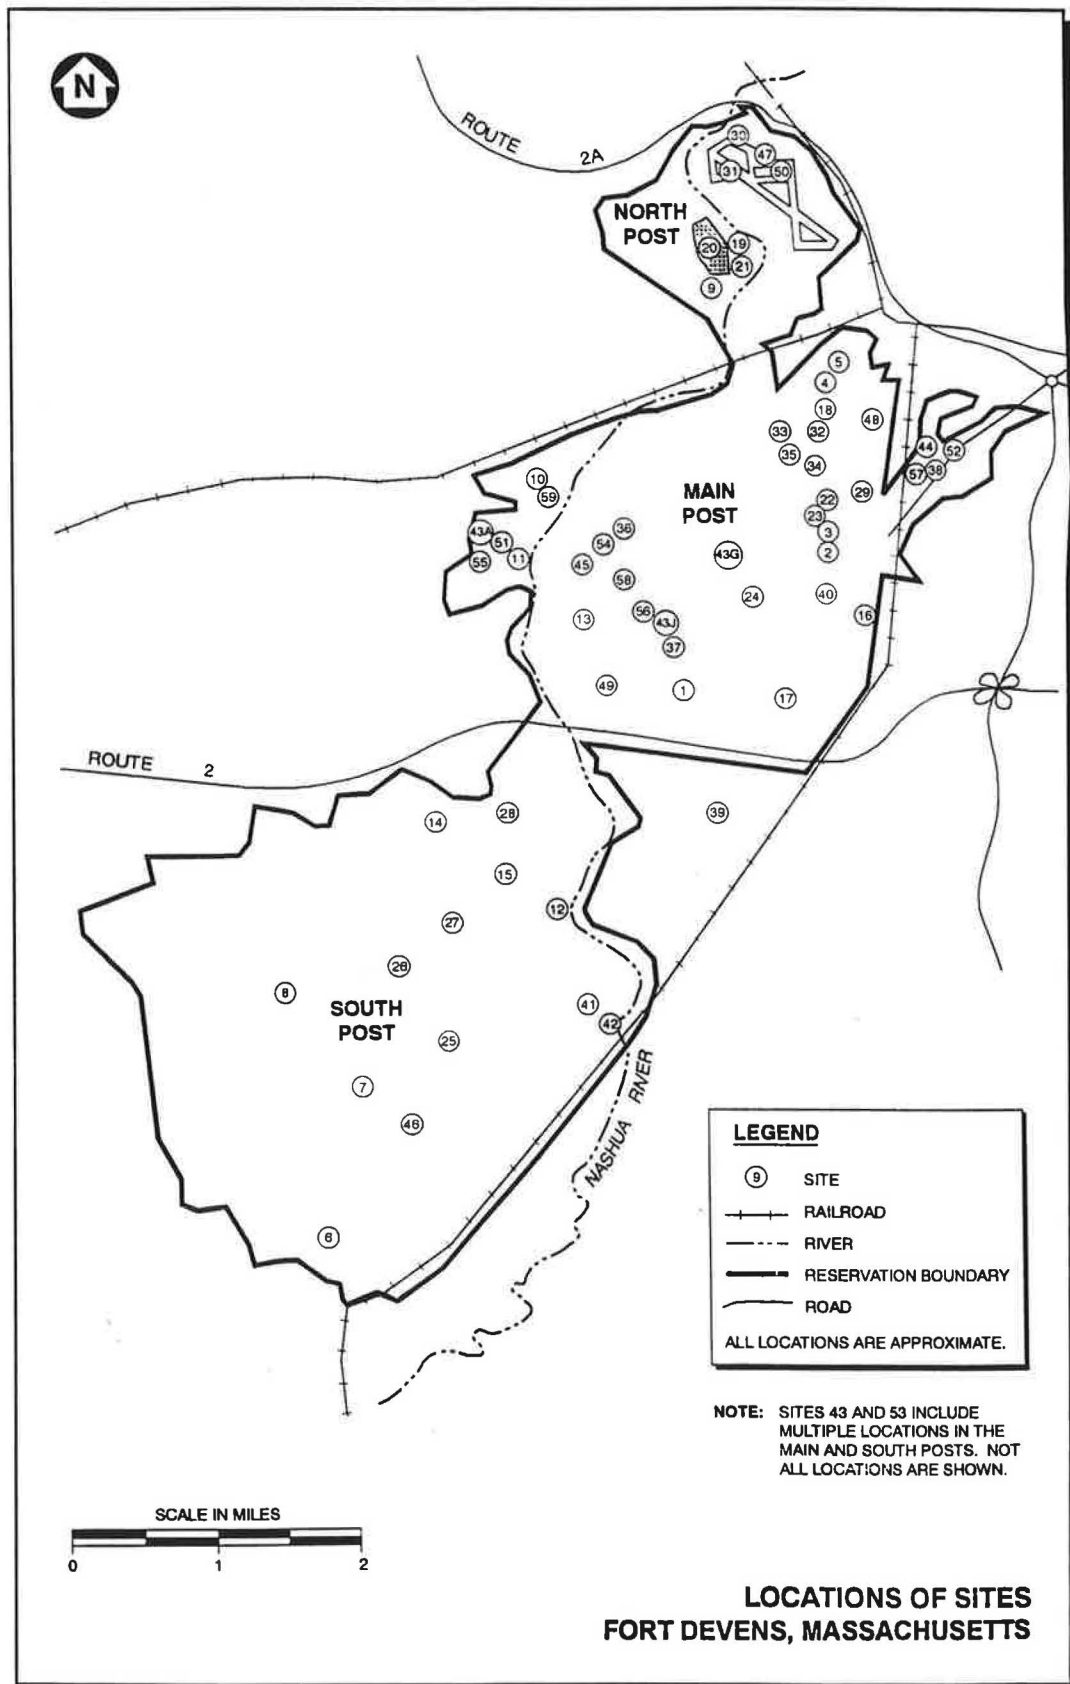 N
ROUTE 2A
30
47
31
50
NORTH
POST
20
19
21
9
5
4
18
48
33
32
35
34
44
52
57
38
10
59
MAIN
POST
22
29
23
3
2
43A
51
11
55
36
54
45
43G
58
24
40
16
13
56
43J
37
49
1
17
ROUTE 2
14
28
39
15
12
27
26
8
SOUTH
POST
41
42
25
7
46
NASHUA RIVER
6
LEGEND
9 SITE
RAILROAD
RIVER
RESERVATION BOUNDARY
ROAD
ALL LOCATIONS ARE APPROXIMATE.
NOTE: SITES 43 AND 53 INCLUDE
MULTIPLE LOCATIONS IN THE
MAIN AND SOUTH POSTS. NOT
ALL LOCATIONS ARE SHOWN.
SCALE IN MILES
0 1 2
LOCATIONS OF SITES
FORT DEVENS, MASSACHUSETTS